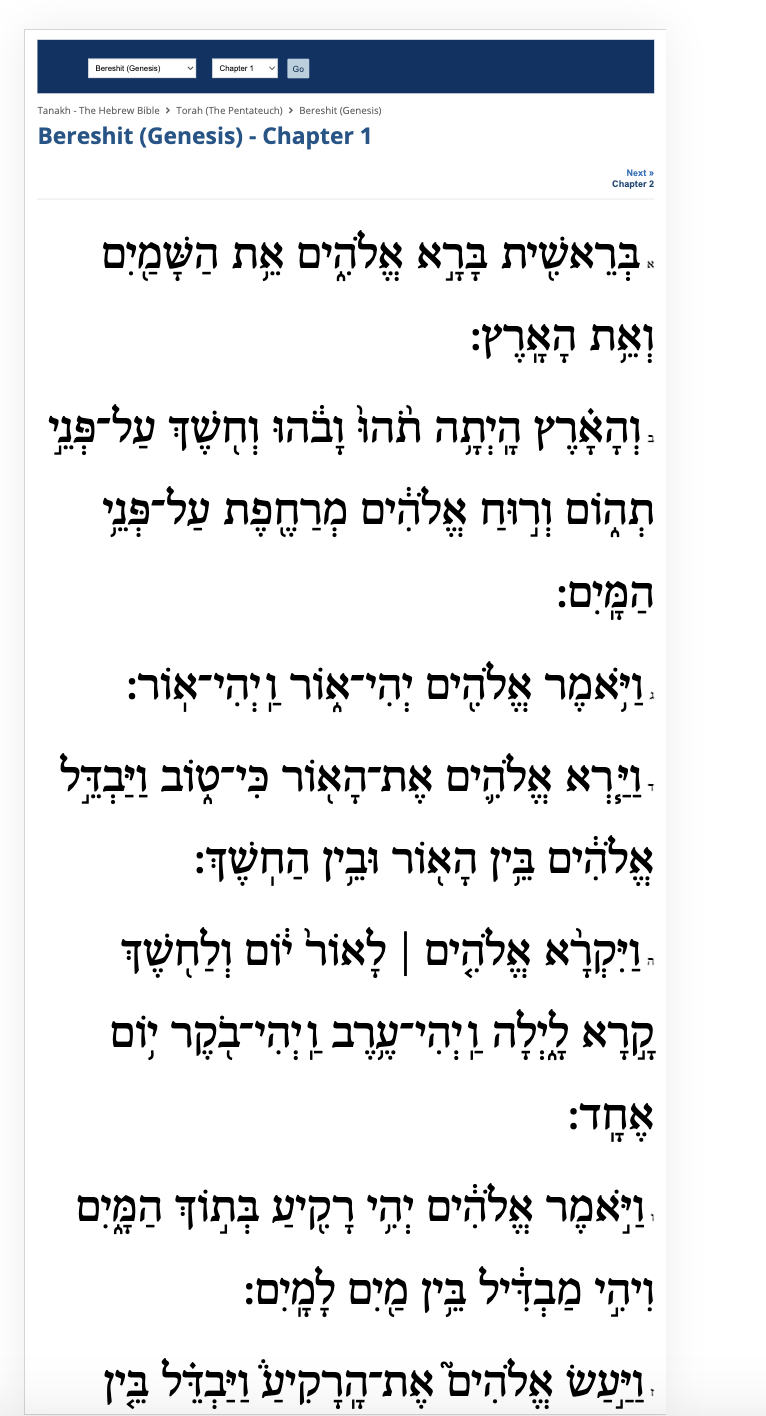 Bereshit (Genesis) Chapter 1 Go
Tanakh - The Hebrew Bible > Torah (The Pentateuch) > Bereshit (Genesis)
Bereshit (Genesis) - Chapter 1
Next »
Chapter 2
א בְּרֵאשִׁ֖ית בָּרָ֣א אֱלֹהִ֑ים אֵ֥ת הַשָּׁמַ֖יִם
וְאֵ֥ת הָאָֽרֶץ:
ב וְהָאָ֗רֶץ הָֽיְתָ֥ה תֹ֨הוּ֙ וָבֹ֔הוּ וְח֖שֶׁךְ עַל־פְּנֵ֣י
תְה֑וֹם וְר֣וּחַ אֱלֹהִ֔ים מְרַחֶ֖פֶת עַל־פְּנֵ֥י
הַמָּֽיִם:
ג וַיֹּ֥אמֶר אֱלֹהִ֖ים יְהִי־א֑וֹר וַֽיְהִי־אֽוֹר:
ד וַיַּ֧רְא אֱלֹהִ֛ים אֶת־הָא֖וֹר כִּי־ט֑וֹב וַיַּבְדֵּ֣ל
אֱלֹהִ֔ים בֵּ֥ין הָא֖וֹר וּבֵ֥ין הַחֽשֶׁךְ:
ה וַיִּקְרָ֨א אֱלֹהִ֤ים | לָאוֹר֙ י֔וֹם וְלַח֖שֶׁךְ
קָ֣רָא לָ֑יְלָה וַֽיְהִי־עֶ֥רֶב וַֽיְהִי־בֹ֖קֶר י֥וֹם
אֶחָֽד:
ו וַיֹּ֣אמֶר אֱלֹהִ֔ים יְהִ֥י רָקִ֖יעַ בְּת֣וֹךְ הַמָּ֑יִם
וִיהִ֣י מַבְדִּ֔יל בֵּ֥ין מַ֖יִם לָמָֽיִם:
ז וַיַּ֣עַשׂ אֱלֹהִים֘ אֶת־הָֽרָקִ֒יעַ֒ וַיַּבְדֵּ֗ל בֵּ֤ין